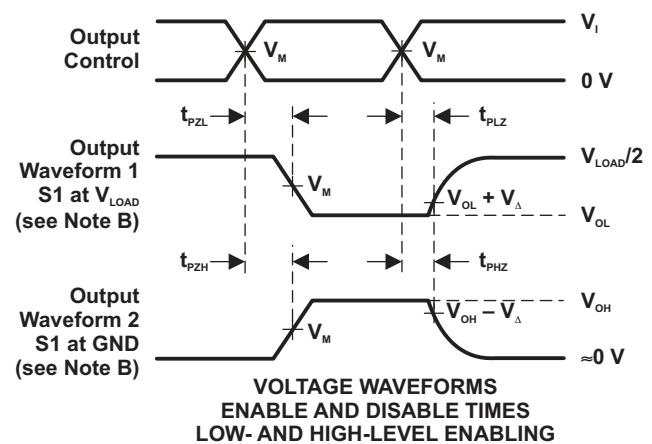 Output
Control
V_M
V_M
V_I
0 V
t_PZL
t_PLZ
Output
Waveform 1
S1 at V_LOAD
(see Note B)
V_M
V_OL + V_Δ
V_LOAD/2
V_OL
t_PZH
t_PHZ
Output
Waveform 2
S1 at GND
(see Note B)
V_M
V_OH − V_Δ
V_OH
≈0 V
VOLTAGE WAVEFORMS
ENABLE AND DISABLE TIMES
LOW- AND HIGH-LEVEL ENABLING